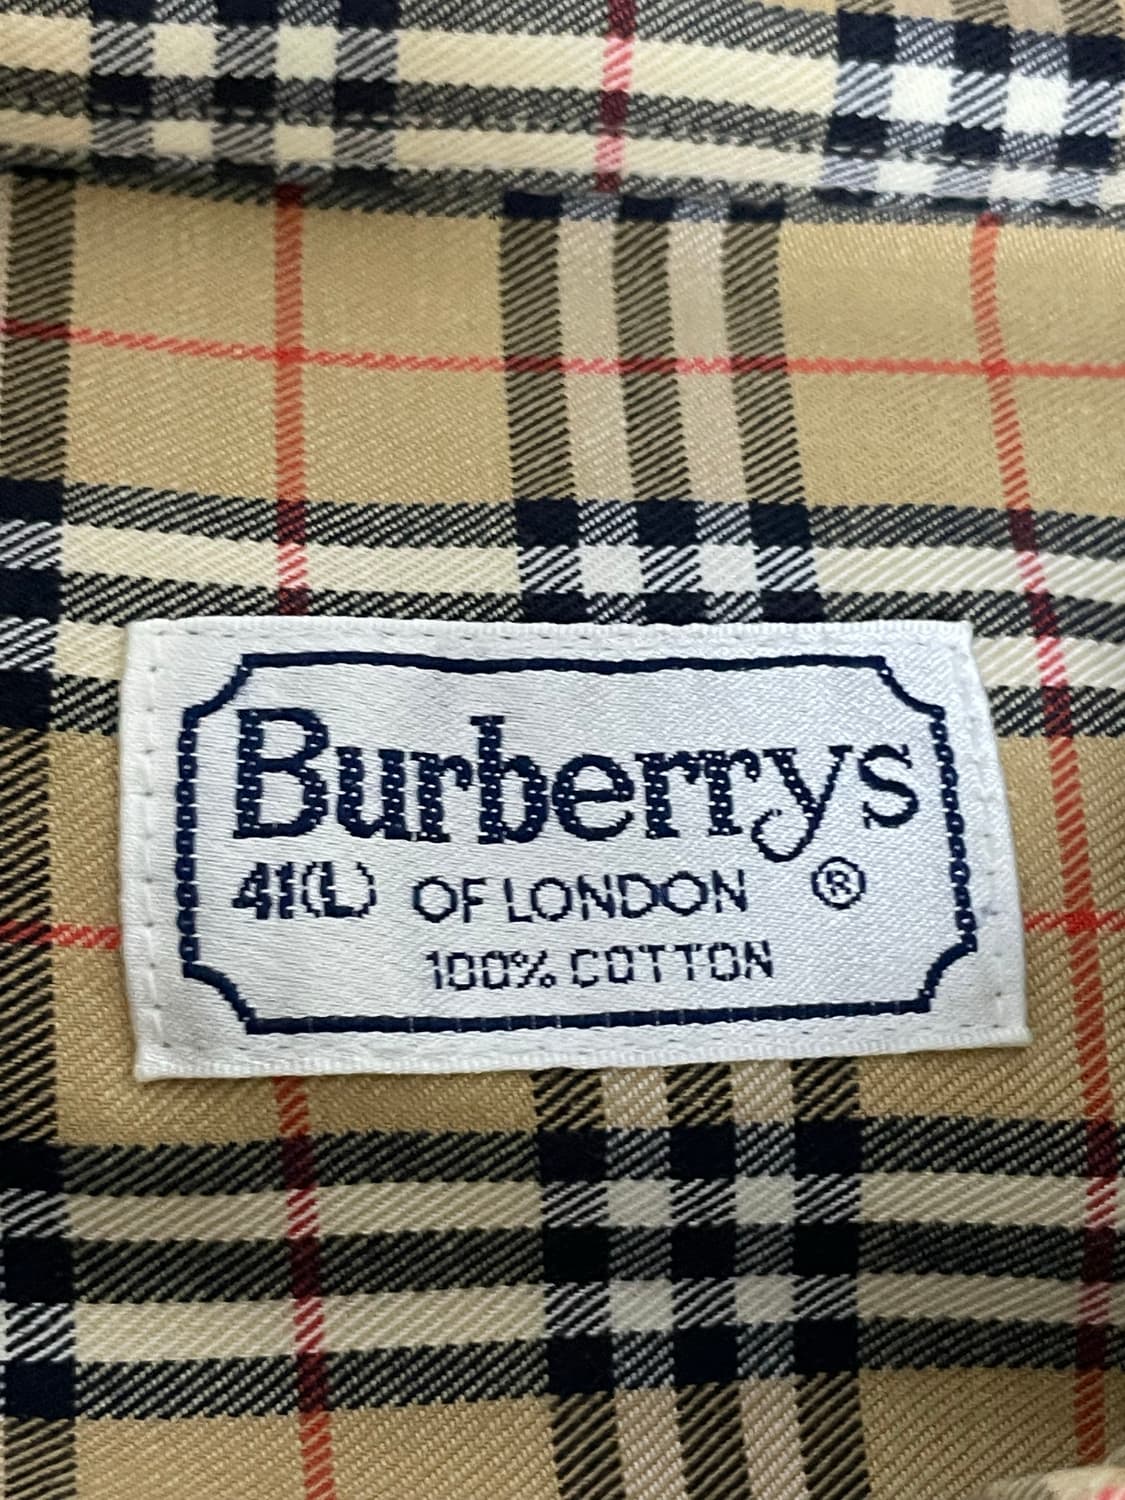 Burberrys
41(L) OF LONDON ®
100% COTTON